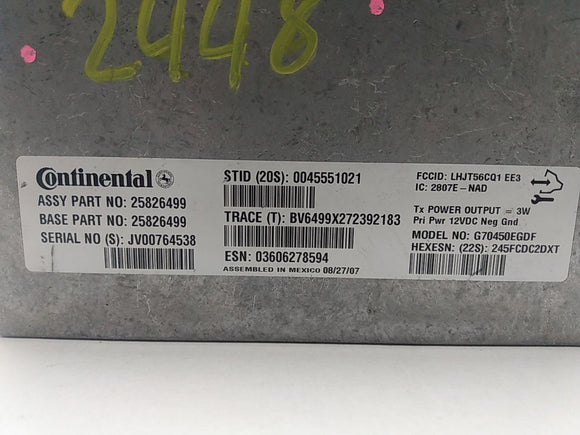 2448
Continental
ASSY PART NO: 25826499
BASE PART NO: 25826499
SERIAL NO (S): JV00764538
STID (20S): 0045551021
TRACE (T): BV6499X272392183
ESN: 03606278594
ASSEMBLED IN MEXICO 08/27/07
FCCID: LHJT56CQ1 EE3
IC: 2807E-NAD
Tx POWER OUTPUT = 3W
Pri Pwr 12VDC Neg Gnd
MODEL NO: G70450EGDF
HEXESN: (22S): 245FCDC2DXT